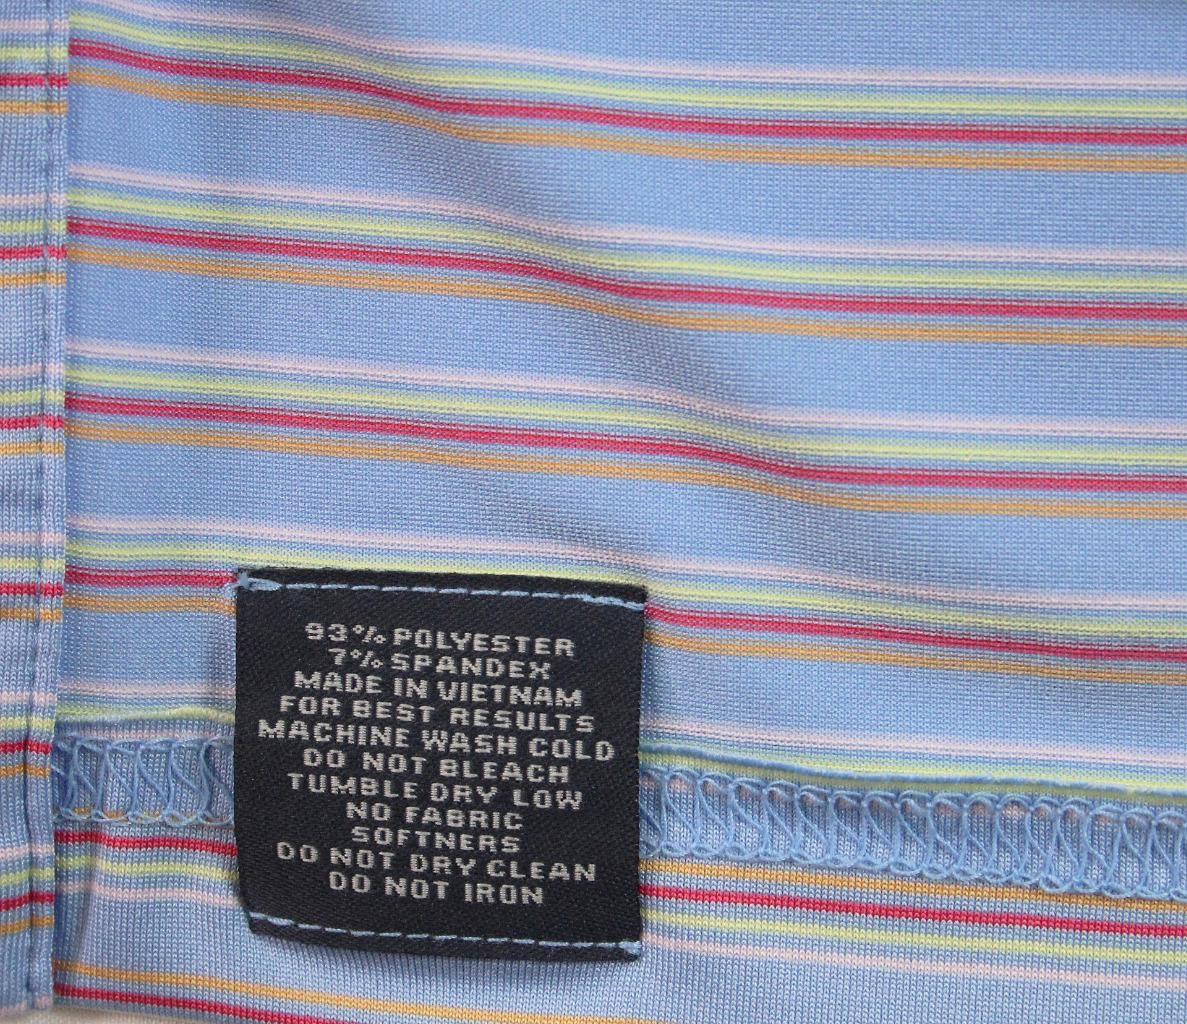 93% POLYESTER
7% SPANDEX
MADE IN VIETNAM
FOR BEST RESULTS
MACHINE WASH COLD
DO NOT BLEACH
TUMBLE DRY LOW
NO FABRIC
SOFTNERS
DO NOT DRY CLEAN
DO NOT IRON